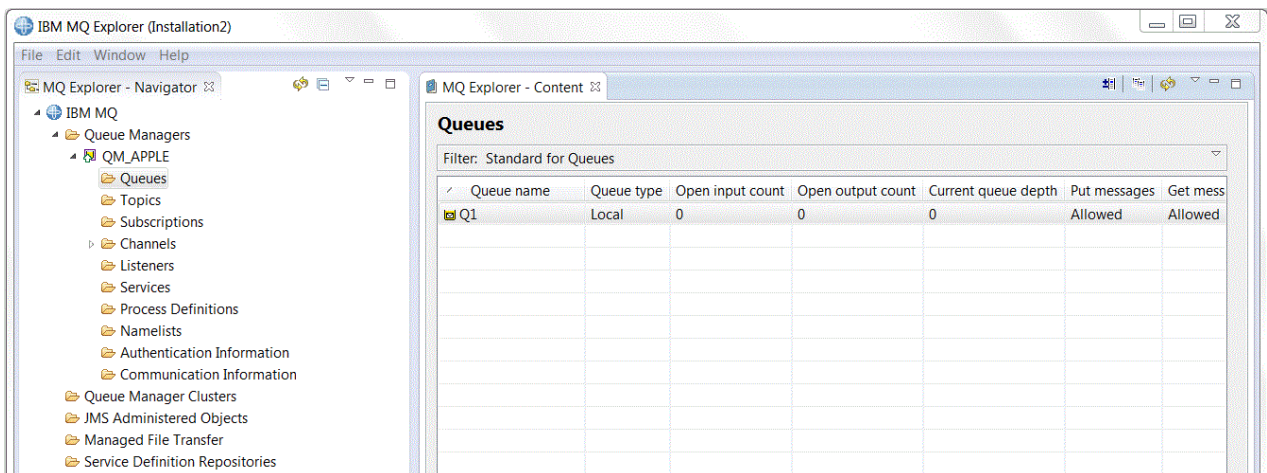 IBM MQ Explorer (Installation2)
File Edit Window Help
MQ Explorer - Navigator
IBM MQ
Queue Managers
QM_APPLE
Queues
Topics
Subscriptions
Channels
Listeners
Services
Process Definitions
Namelists
Authentication Information
Communication Information
Queue Manager Clusters
JMS Administered Objects
Managed File Transfer
Service Definition Repositories
MQ Explorer - Content
Queues
Filter: Standard for Queues
Queue name Queue type Open input count Open output count Current queue depth Put messages Get mess
Q1 Local 0 0 0 Allowed Allowed